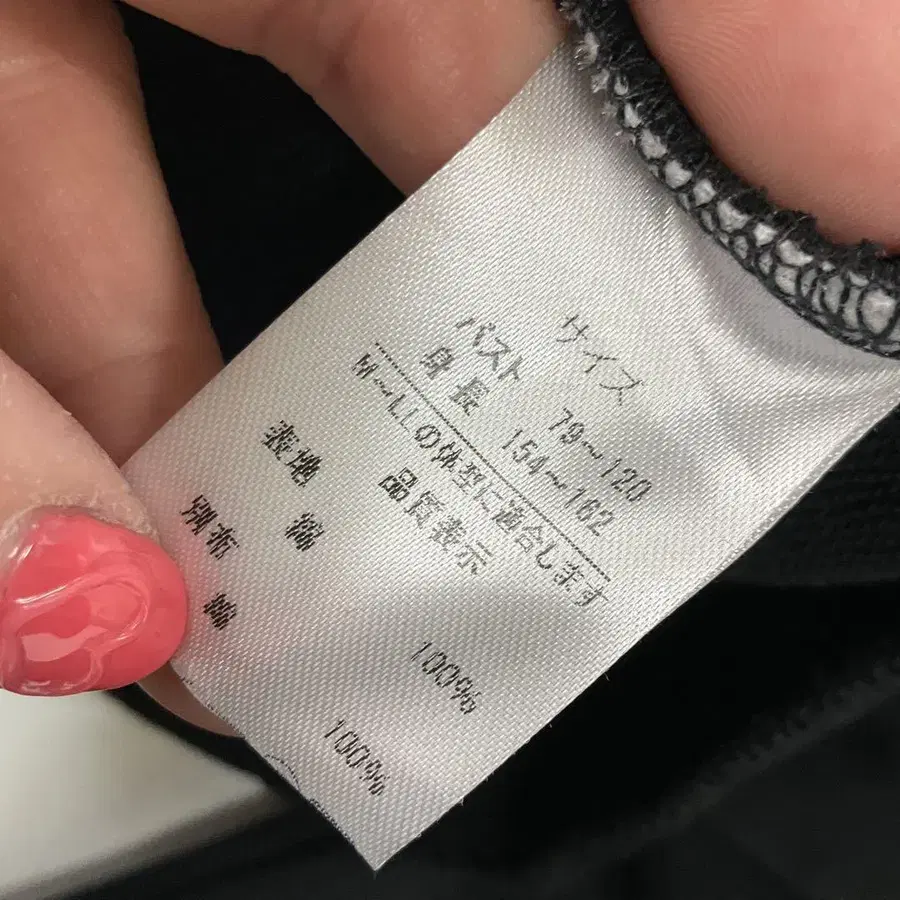 サイズ
バスト 79～120
身長 154～162
M～LLの体型に適合します
品質表示
表地 綿 100%
別布 綿 100%